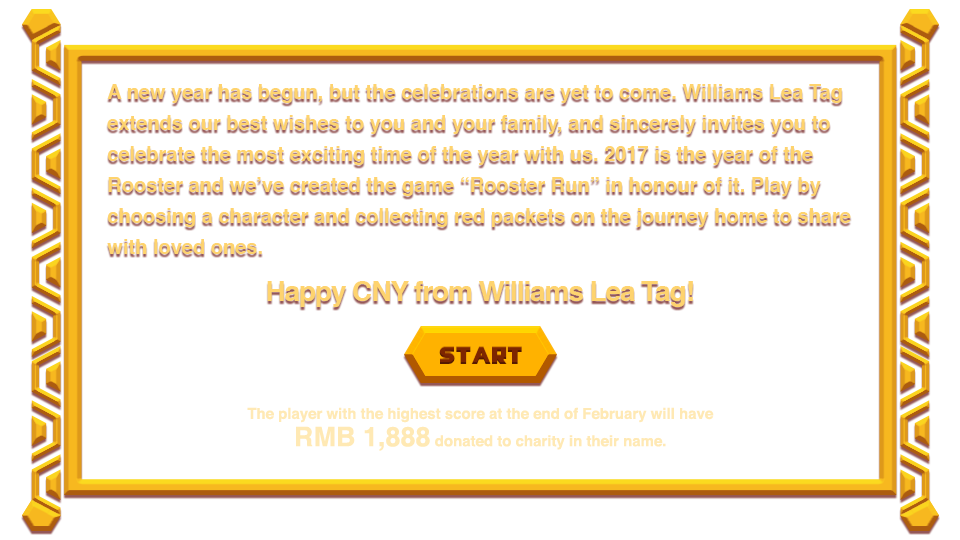 A new year has begun, but the celebrations are yet to come. Williams Lea Tag
extends our best wishes to you and your family, and sincerely invites you to
celebrate the most exciting time of the year with us. 2017 is the year of the
Rooster and we’ve created the game “Rooster Run” in honour of it. Play by
choosing a character and collecting red packets on the journey home to share
with loved ones.
Happy CNY from Williams Lea Tag!
START
The player with the highest score at the end of February will have
RMB 1,888 donated to charity in their name.